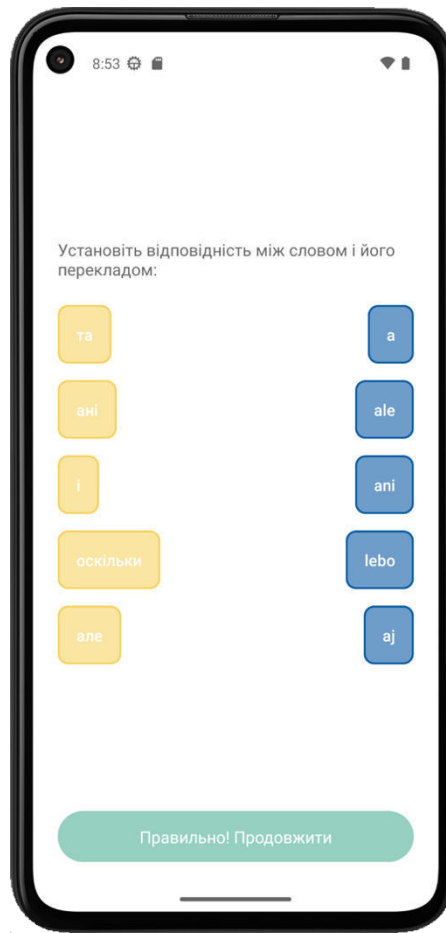 8:53
Установіть відповідність між словом і його
перекладом:
та
a
ані
ale
і
ani
оскільки
lebo
але
aj
Правильно! Продовжити